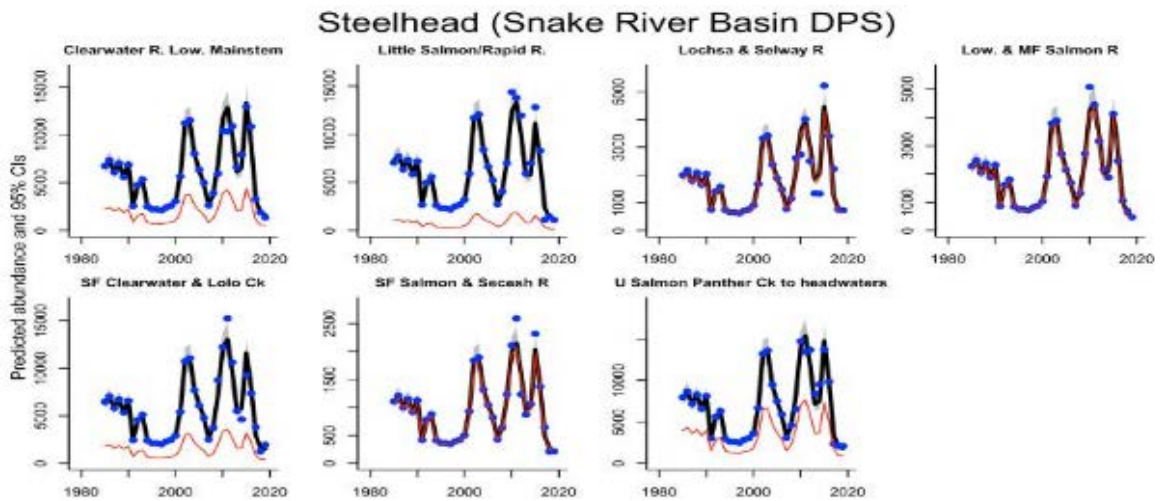 Steelhead (Snake River Basin DPS)
Predicted abundance and 95% CIs
Clearwater R. Low. Mainstem
0 5000 10000 15000
1980 2000 2020
Little Salmon/Rapid R.
0 5000 10000 15000
1980 2000 2020
Lochsa & Selway R
0 1000 3000 5000
1980 2000 2020
Low. & MF Salmon R
0 1000 3000 5000
1980 2000 2020
SF Clearwater & Lolo Ck
0 5000 10000 15000
1980 2000 2020
SF Salmon & Secesh R
0 500 1500 2500
1980 2000 2020
U Salmon Panther Ck to headwaters
0 5000 10000
1980 2000 2020